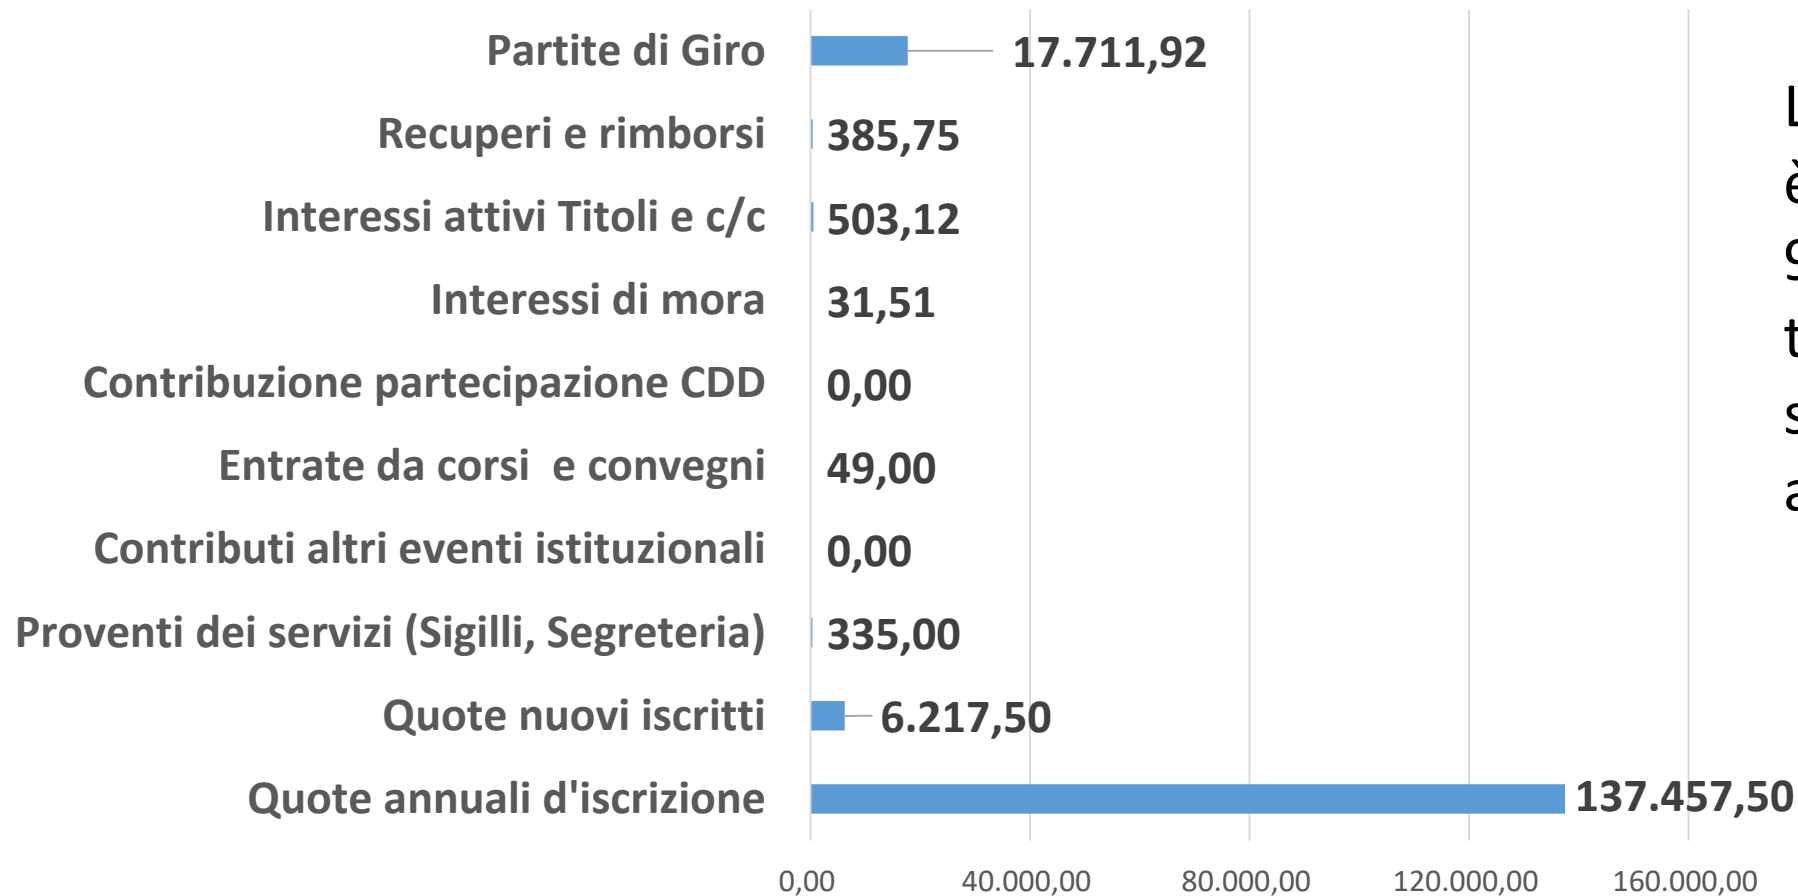 Partite di Giro 17.711,92
Recuperi e rimborsi 385,75
Interessi attivi Titoli e c/c 503,12
Interessi di mora 31,51
Contribuzione partecipazione CDD 0,00
Entrate da corsi e convegni 49,00
Contributi altri eventi istituzionali 0,00
Proventi dei servizi (Sigilli, Segreteria) 335,00
Quote nuovi iscritti 6.217,50
Quote annuali d'iscrizione 137.457,50
0,00 40.000,00 80.000,00 120.000,00 160.000,00